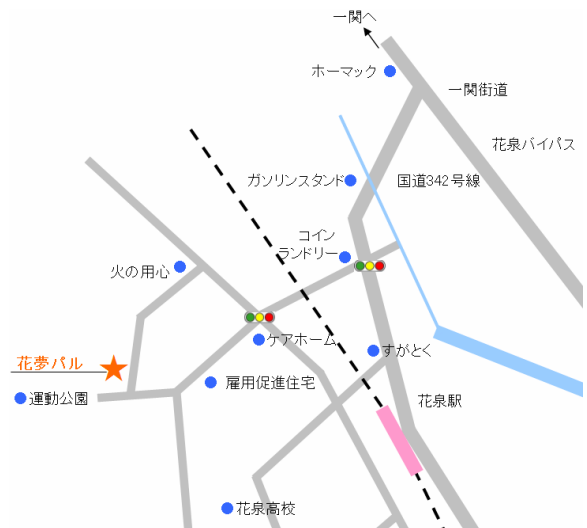 一関へ
ホーマック
一関街道
花泉バイパス
ガソリンスタンド
国道342号線
コイン
ランドリー
火の用心
ケアホーム
すがとく
花夢パル
雇用促進住宅
運動公園
花泉駅
花泉高校